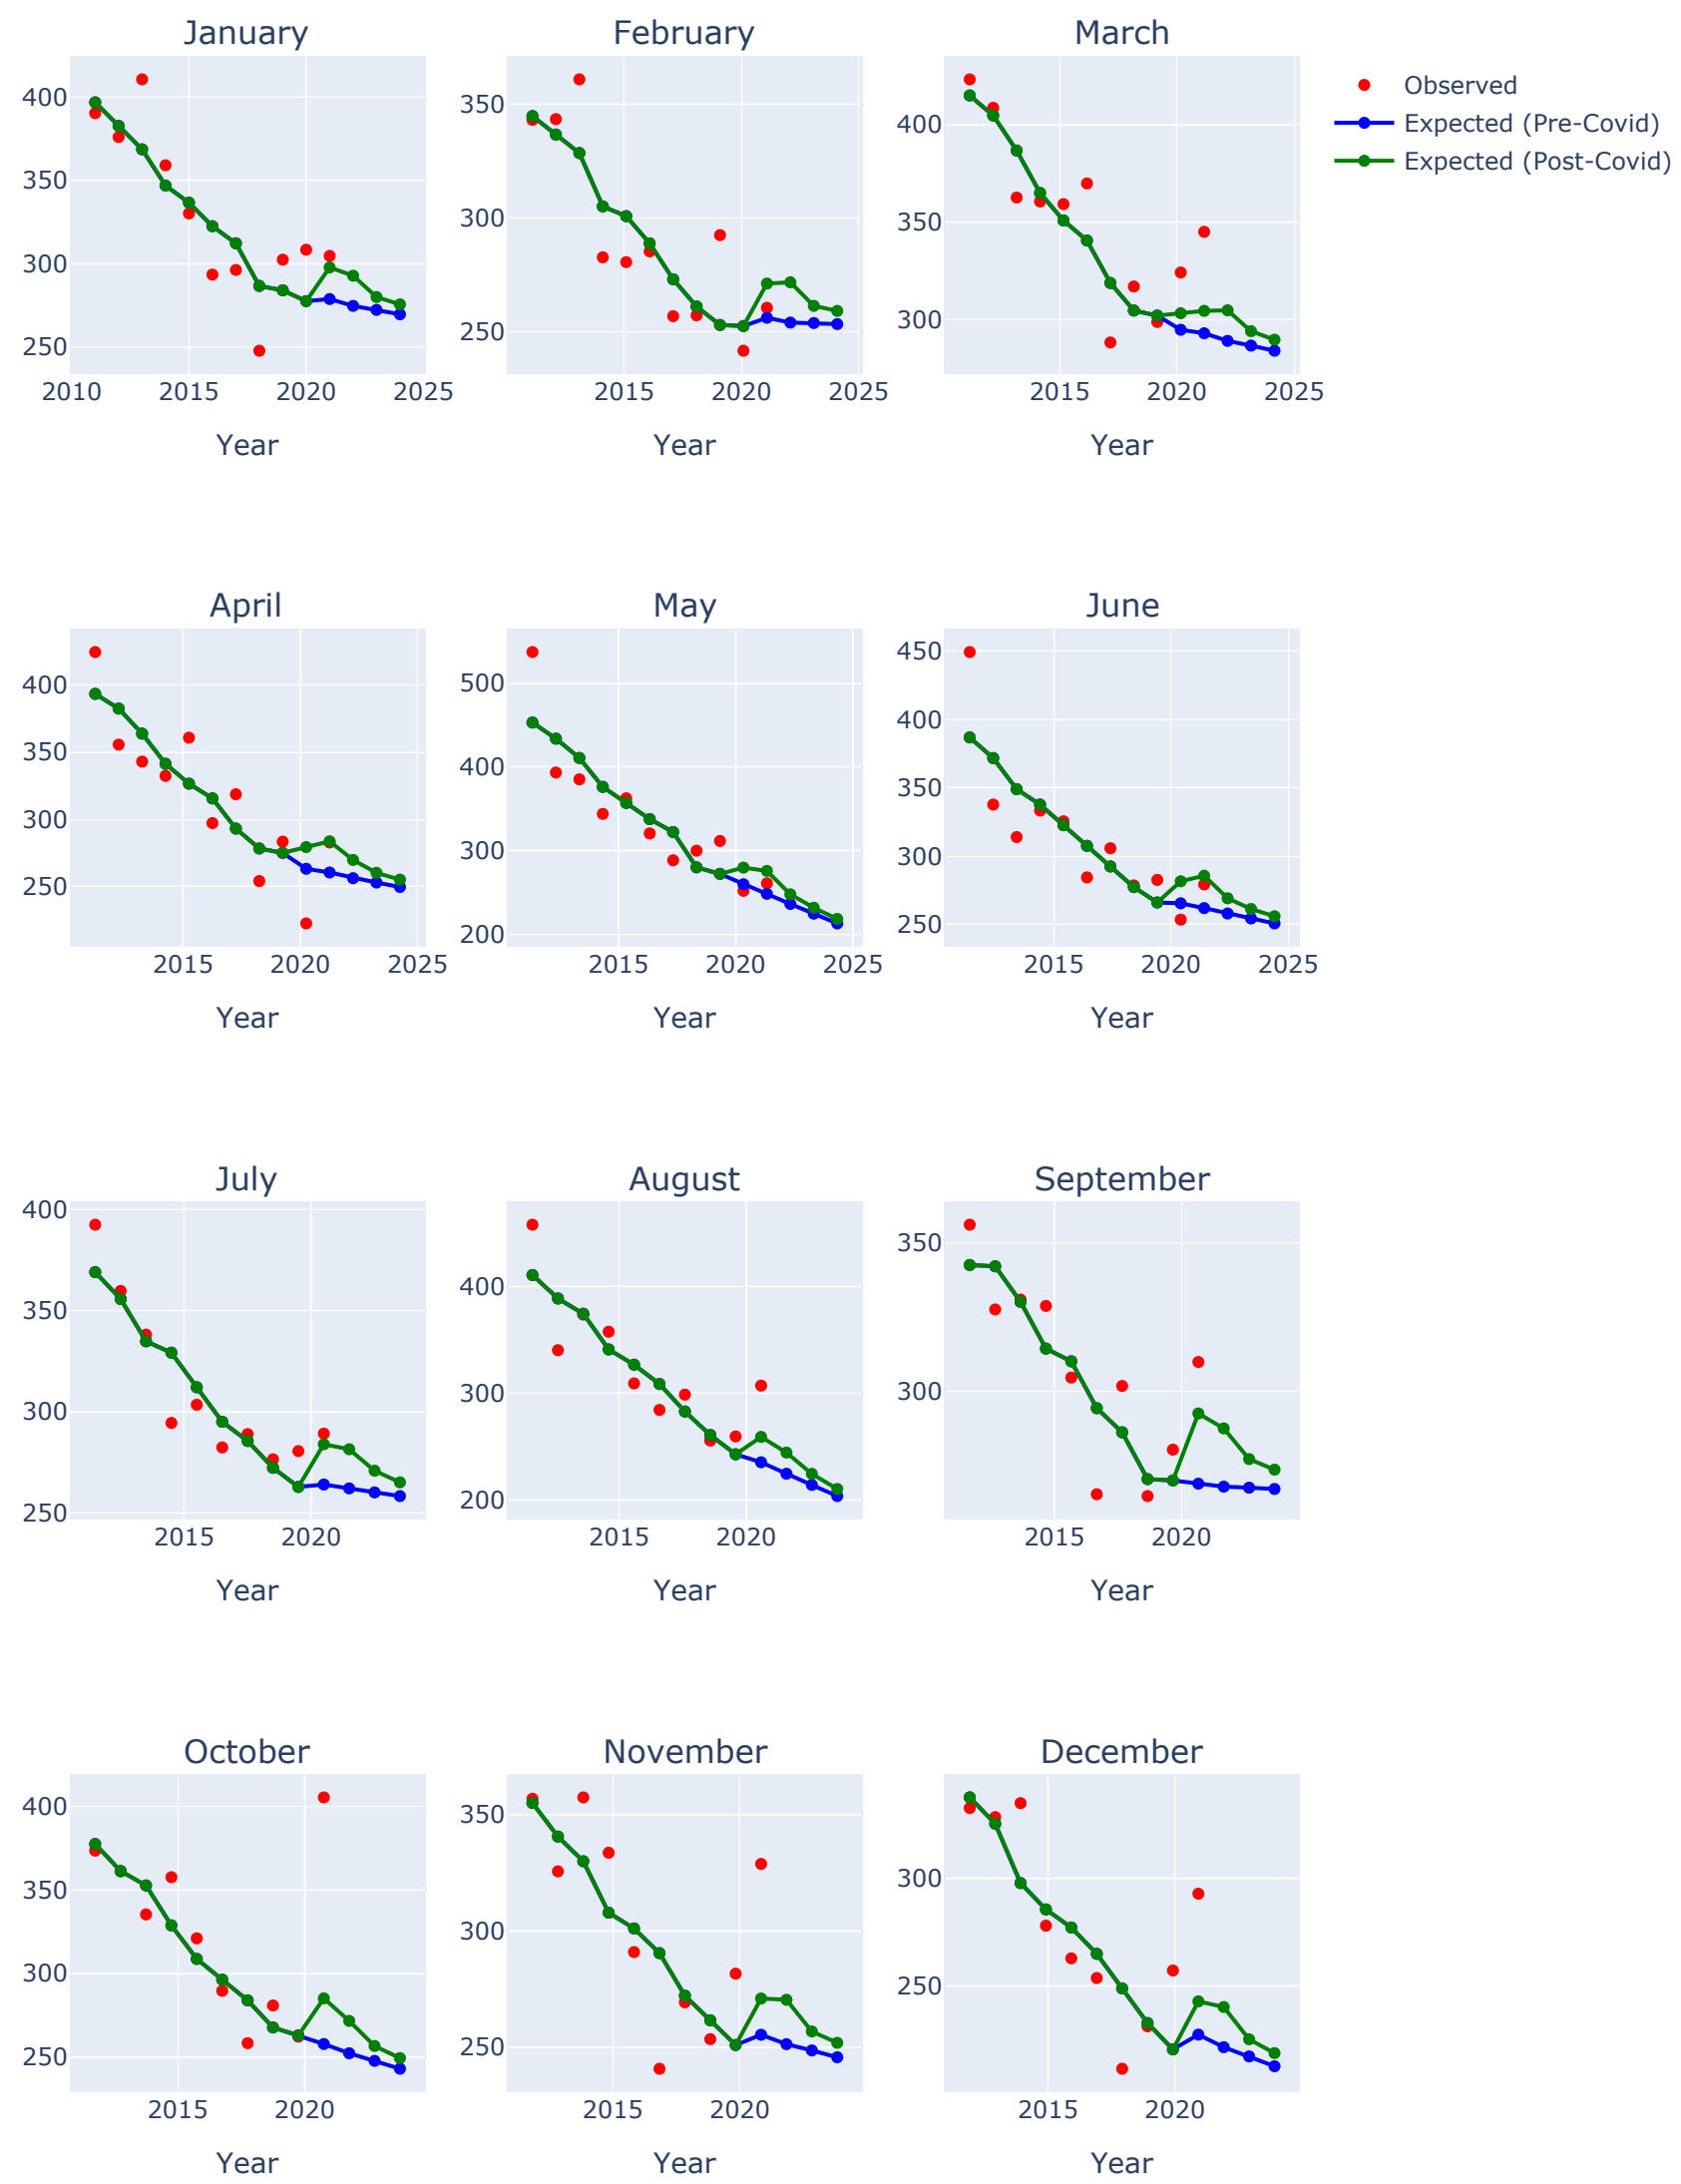 January
February
March
Observed
Expected (Pre-Covid)
Expected (Post-Covid)
400
350
300
250
2010
2015
2020
2025
Year
350
300
250
2015
2020
2025
Year
400
350
300
2015
2020
2025
Year
April
May
June
400
350
300
250
2015
2020
2025
Year
500
400
300
200
2015
2020
2025
Year
450
400
350
300
250
2015
2020
2025
Year
July
August
September
400
350
300
250
2015
2020
Year
400
300
200
2015
2020
Year
350
300
2015
2020
Year
October
November
December
400
350
300
250
2015
2020
Year
350
300
250
2015
2020
Year
300
250
2015
2020
Year